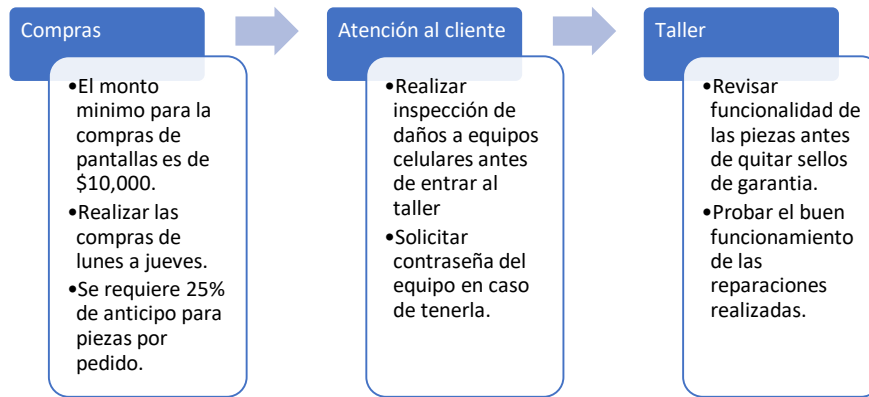 Compras
•El monto
minimo para la
compras de
pantallas es de
$10,000.
•Realizar las
compras de
lunes a jueves.
•Se requiere 25%
de anticipo para
piezas por
pedido.
Atención al cliente
•Realizar
inspección de
daños a equipos
celulares antes
de entrar al
taller
•Solicitar
contraseña del
equipo en caso
de tenerla.
Taller
•Revisar
funcionalidad de
las piezas antes
de quitar sellos
de garantia.
•Probar el buen
funcionamiento
de las
reparaciones
realizadas.